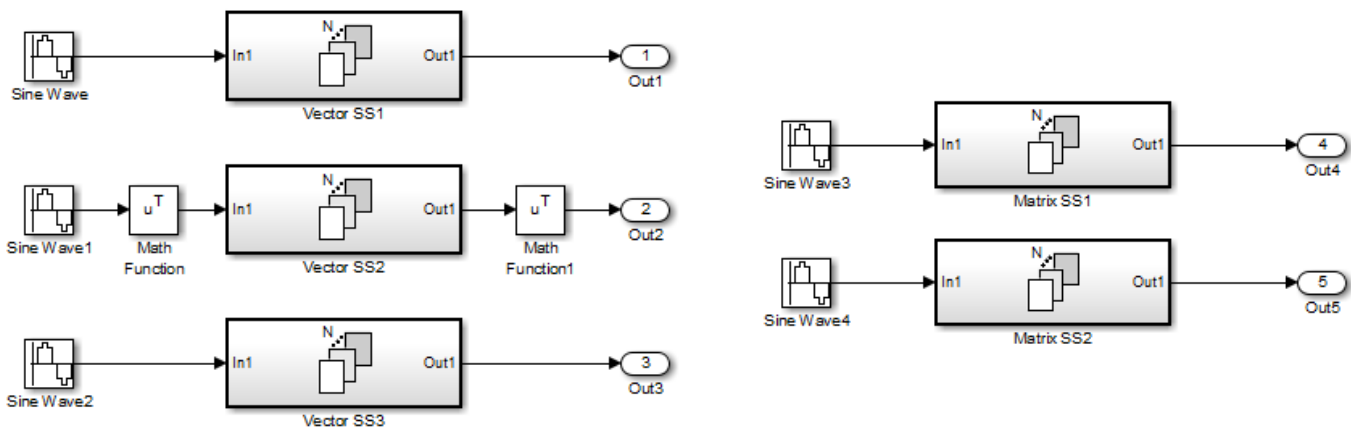 N
In1
Out1
1
Sine Wave
Vector SS1
Out1
N
In1
Out1
uT
uT
2
Sine Wave1
Math
Function
Vector SS2
Math
Function1
Out2
N
In1
Out1
3
Sine Wave2
Vector SS3
Out3
N
In1
Out1
4
Sine Wave3
Matrix SS1
Out4
N
In1
Out1
5
Sine Wave4
Matrix SS2
Out5